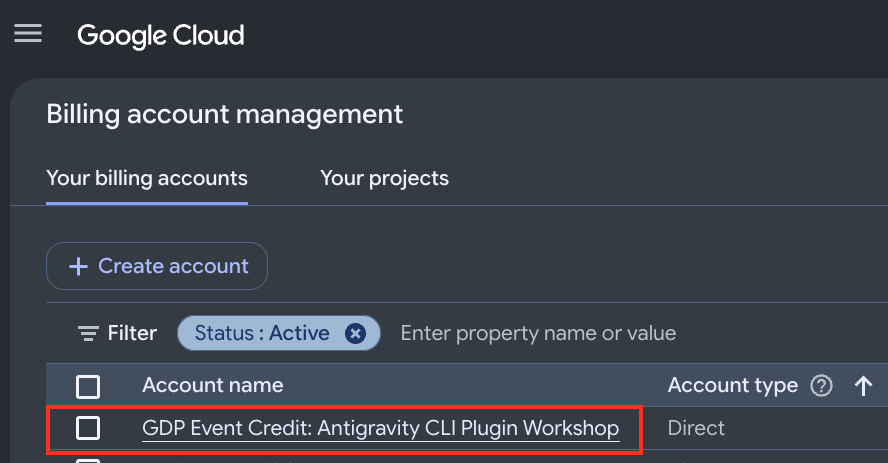 Google Cloud
Billing account management
Your billing accounts Your projects
+ Create account
Filter Status : Active Enter property name or value
Account name Account type ?
GDP Event Credit: Antigravity CLI Plugin Workshop Direct